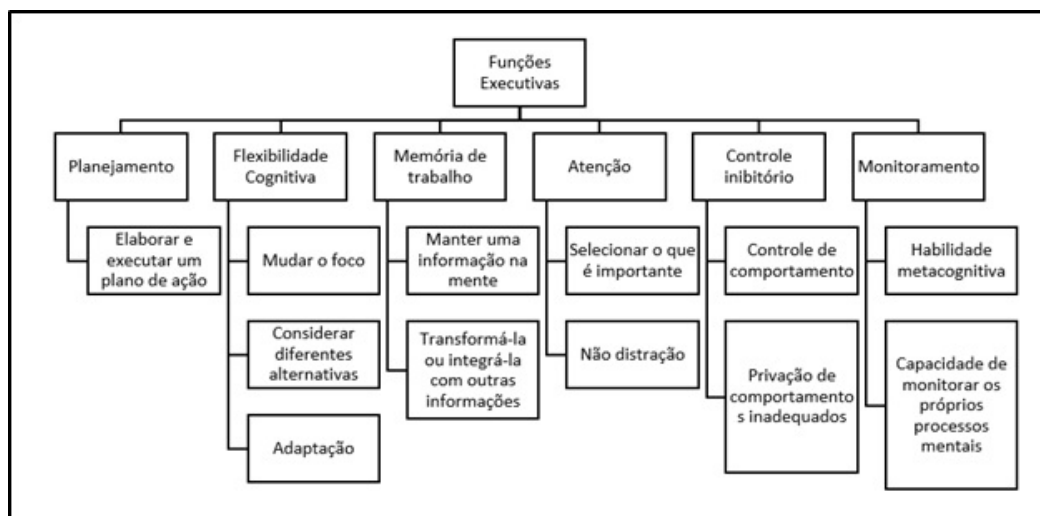 Funções
Executivas
Planejamento
Flexibilidade
Cognitiva
Memória de
trabalho
Atenção
Controle
inibitório
Monitoramento
Elaborar e
executar um
plano de ação
Mudar o foco
Considerar
diferentes
alternativas
Adaptação
Manter uma
informação na
mente
Transformá-la
ou integrá-la
com outras
informações
Selecionar o que
é importante
Não distração
Controle de
comportamento
Privação de
comportamento
s inadequados
Habilidade
metacognitiva
Capacidade de
monitorar os
próprios
processos
mentais